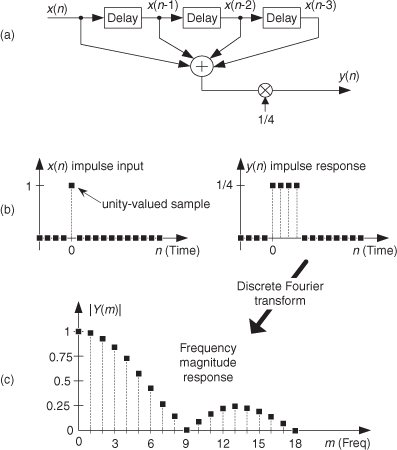 x(n) Delay x(n-1) Delay x(n-2) Delay x(n-3)
(a)
+
y(n)
1/4
x(n) impulse input
y(n) impulse response
1
1/4
unity-valued sample
(b)
0 n (Time)
0 n (Time)
Discrete Fourier
transform
|Y(m)|
1
0.75
0.5
0.25
0
Frequency
magnitude
response
(c)
0 3 6 9 12 15 18 m (Freq)